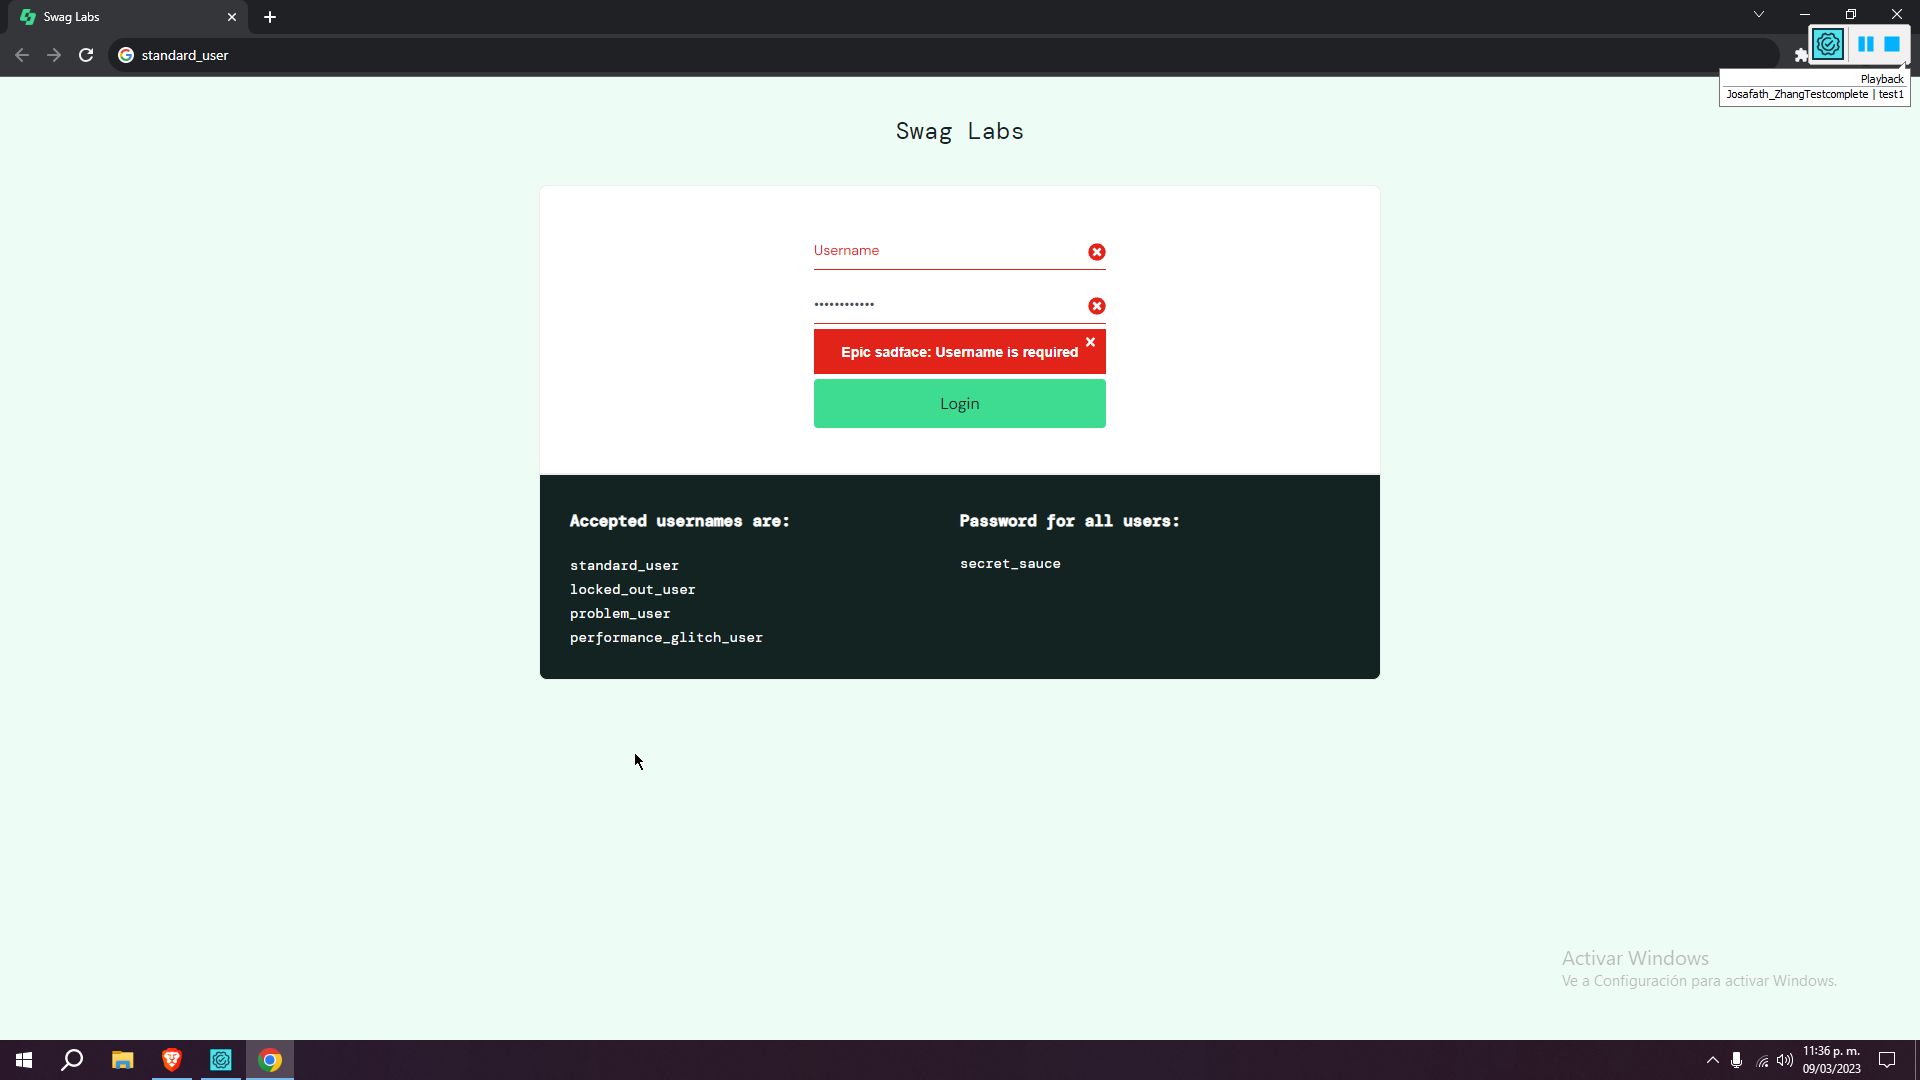 Swag Labs
standard_user
Playback
Josafath_ZhangTestcomplete | test1
Swag Labs
Username
••••••••••••
Epic sadface: Username is required
Login
Accepted usernames are:
standard_user
locked_out_user
problem_user
performance_glitch_user
Password for all users:
secret_sauce
Activar Windows
Ve a Configuración para activar Windows.
11:36 p. m.
09/03/2023